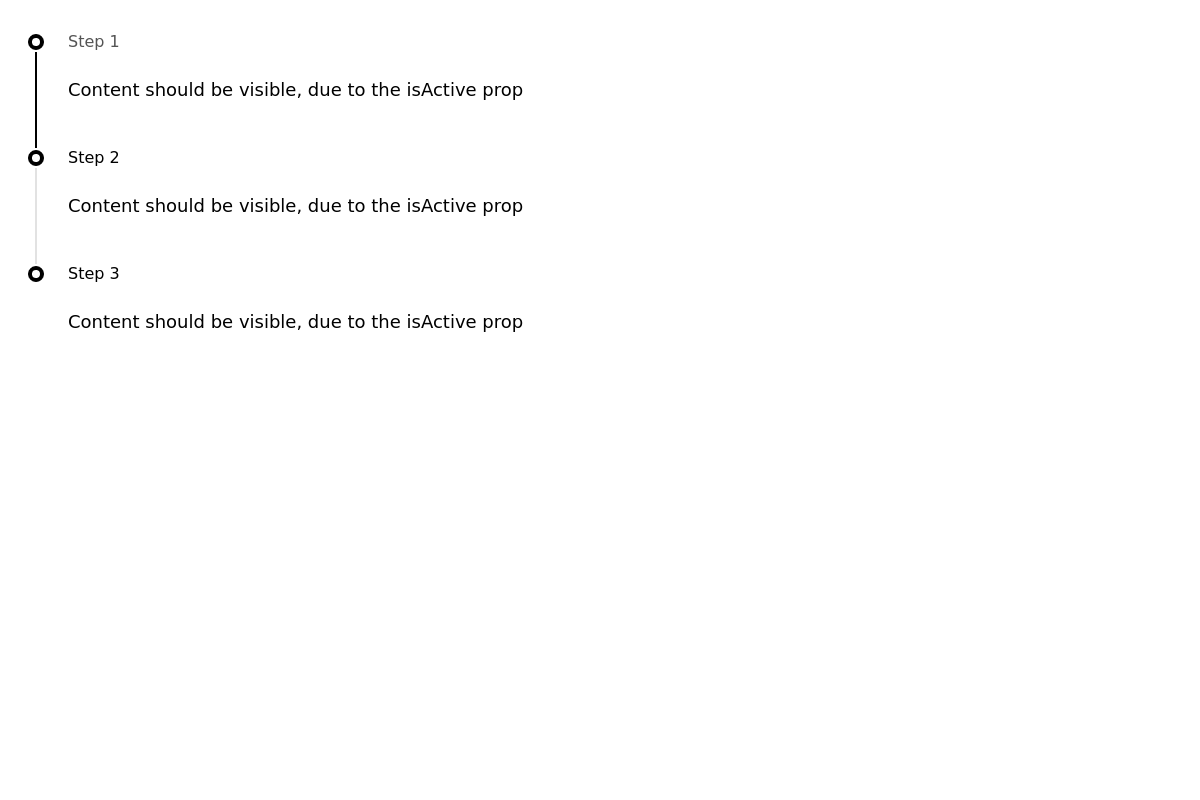 Step 1
Content should be visible, due to the isActive prop
Step 2
Content should be visible, due to the isActive prop
Step 3
Content should be visible, due to the isActive prop